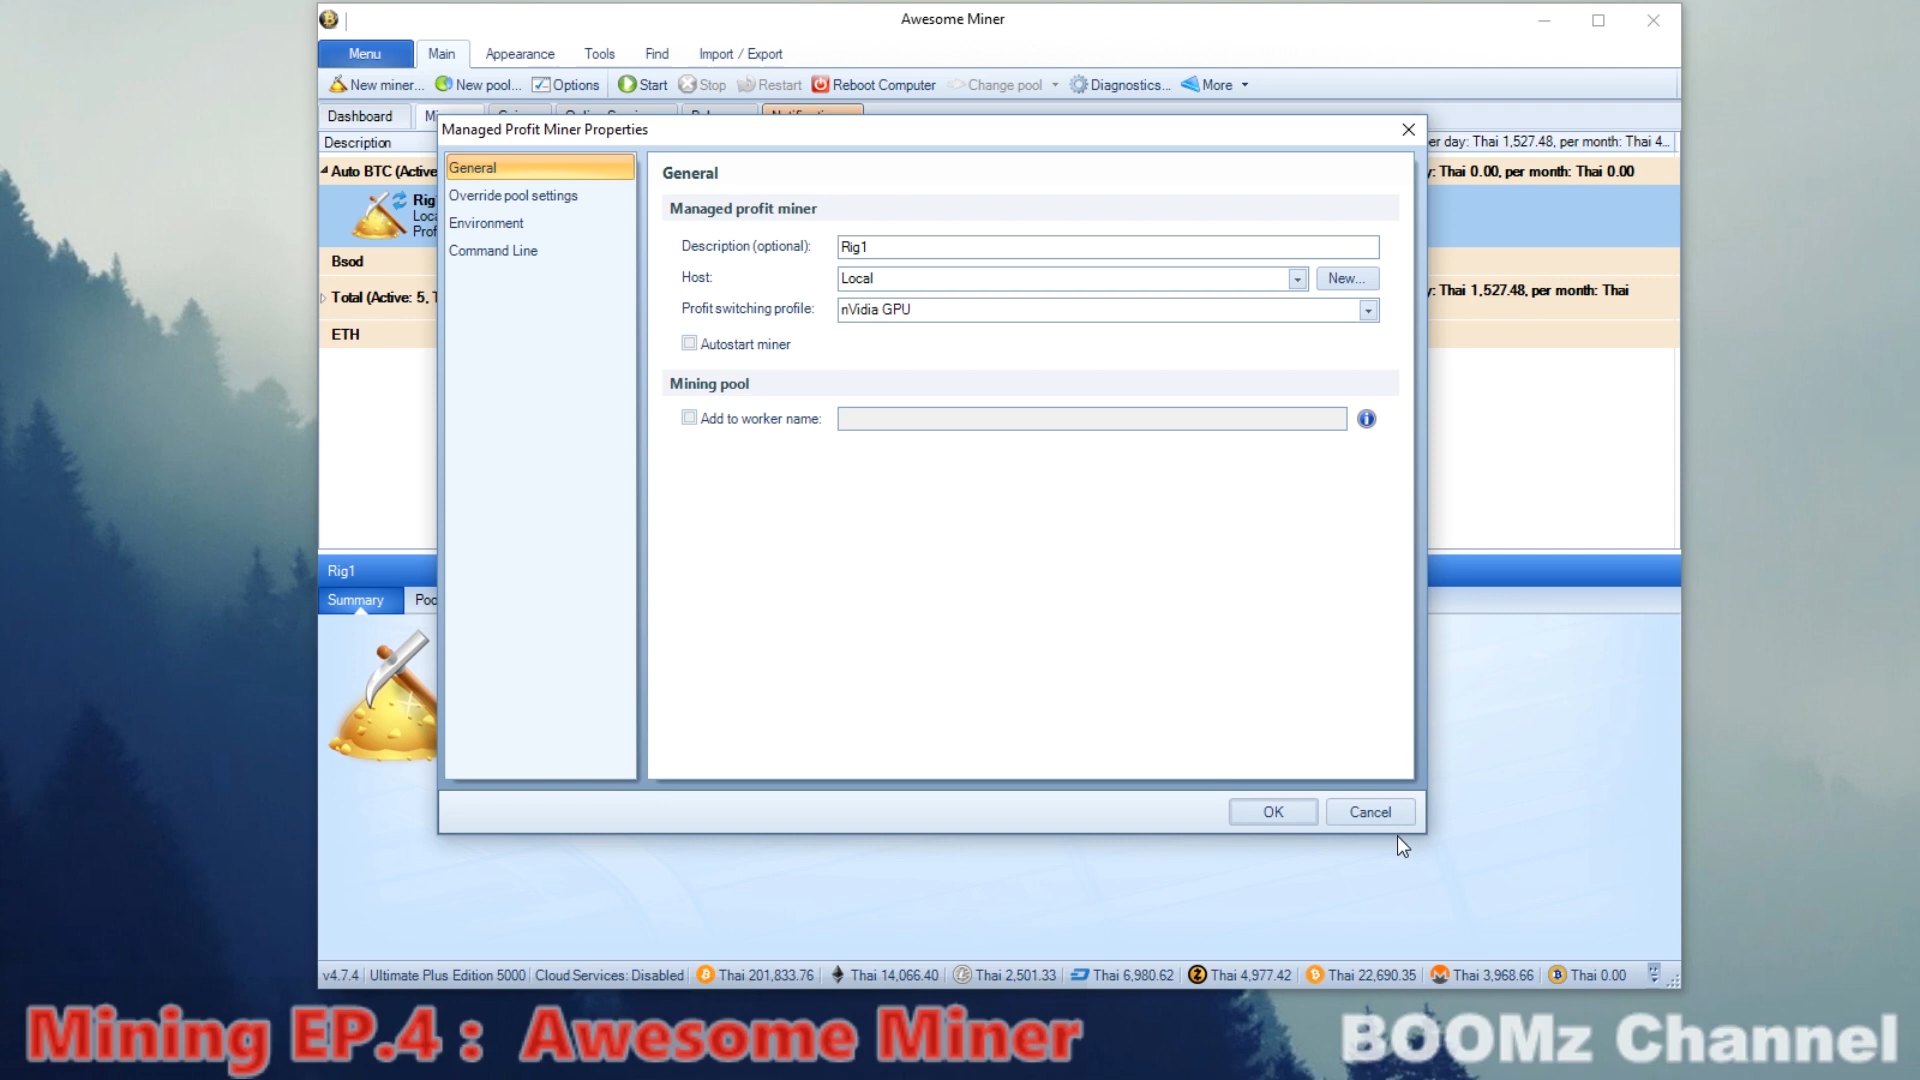 Awesome Miner
Menu Main Appearance Tools Find Import / Export
New miner... New pool... Options Start Stop Restart Reboot Computer Change pool Diagnostics... More
Dashboard
Managed Profit Miner Properties
Description
er day: Thai 1,527.48, per month: Thai 4...
Auto BTC (Active
y: Thai 0.00, per month: Thai 0.00
Rig
Loca
Prof
Bsod
Total (Active: 5, T
y: Thai 1,527.48, per month: Thai
ETH
General
Override pool settings
Environment
Command Line
General
Managed profit miner
Description (optional): Rig1
Host: Local New...
Profit switching profile: nVidia GPU
Autostart miner
Mining pool
Add to worker name:
OK Cancel
Rig1
Summary Poo
v4.7.4 Ultimate Plus Edition 5000 Cloud Services: Disabled Thai 201,833.76 Thai 14,066.40 Thai 2,501.33 Thai 6,980.62 Thai 4,977.42 Thai 22,690.35 Thai 3,968.66 Thai 0.00
Mining EP.4 : Awesome Miner
BOOMz Channel